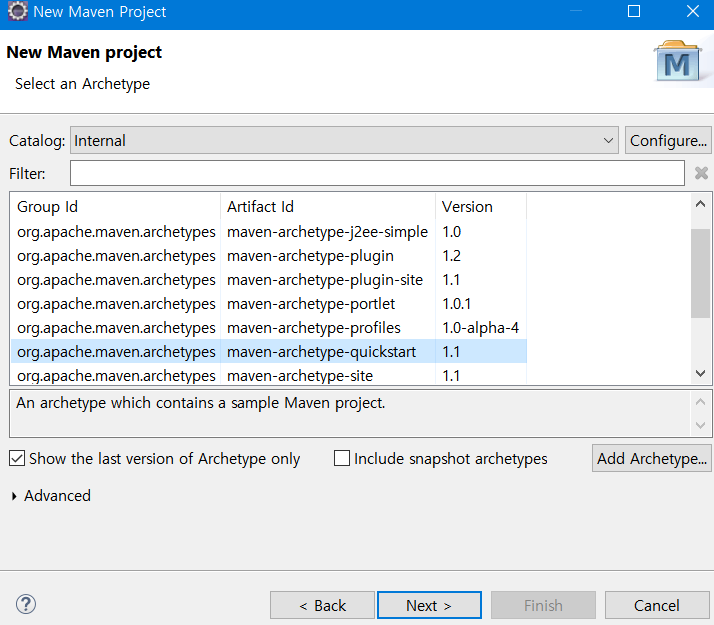 New Maven Project
New Maven project
Select an Archetype
M
Catalog: Internal Configure...
Filter:
Group Id Artifact Id Version
org.apache.maven.archetypes maven-archetype-j2ee-simple 1.0
org.apache.maven.archetypes maven-archetype-plugin 1.2
org.apache.maven.archetypes maven-archetype-plugin-site 1.1
org.apache.maven.archetypes maven-archetype-portlet 1.0.1
org.apache.maven.archetypes maven-archetype-profiles 1.0-alpha-4
org.apache.maven.archetypes maven-archetype-quickstart 1.1
org.apache.maven.archetypes maven-archetype-site 1.1
An archetype which contains a sample Maven project.
Show the last version of Archetype only Include snapshot archetypes Add Archetype...
Advanced
? < Back Next > Finish Cancel